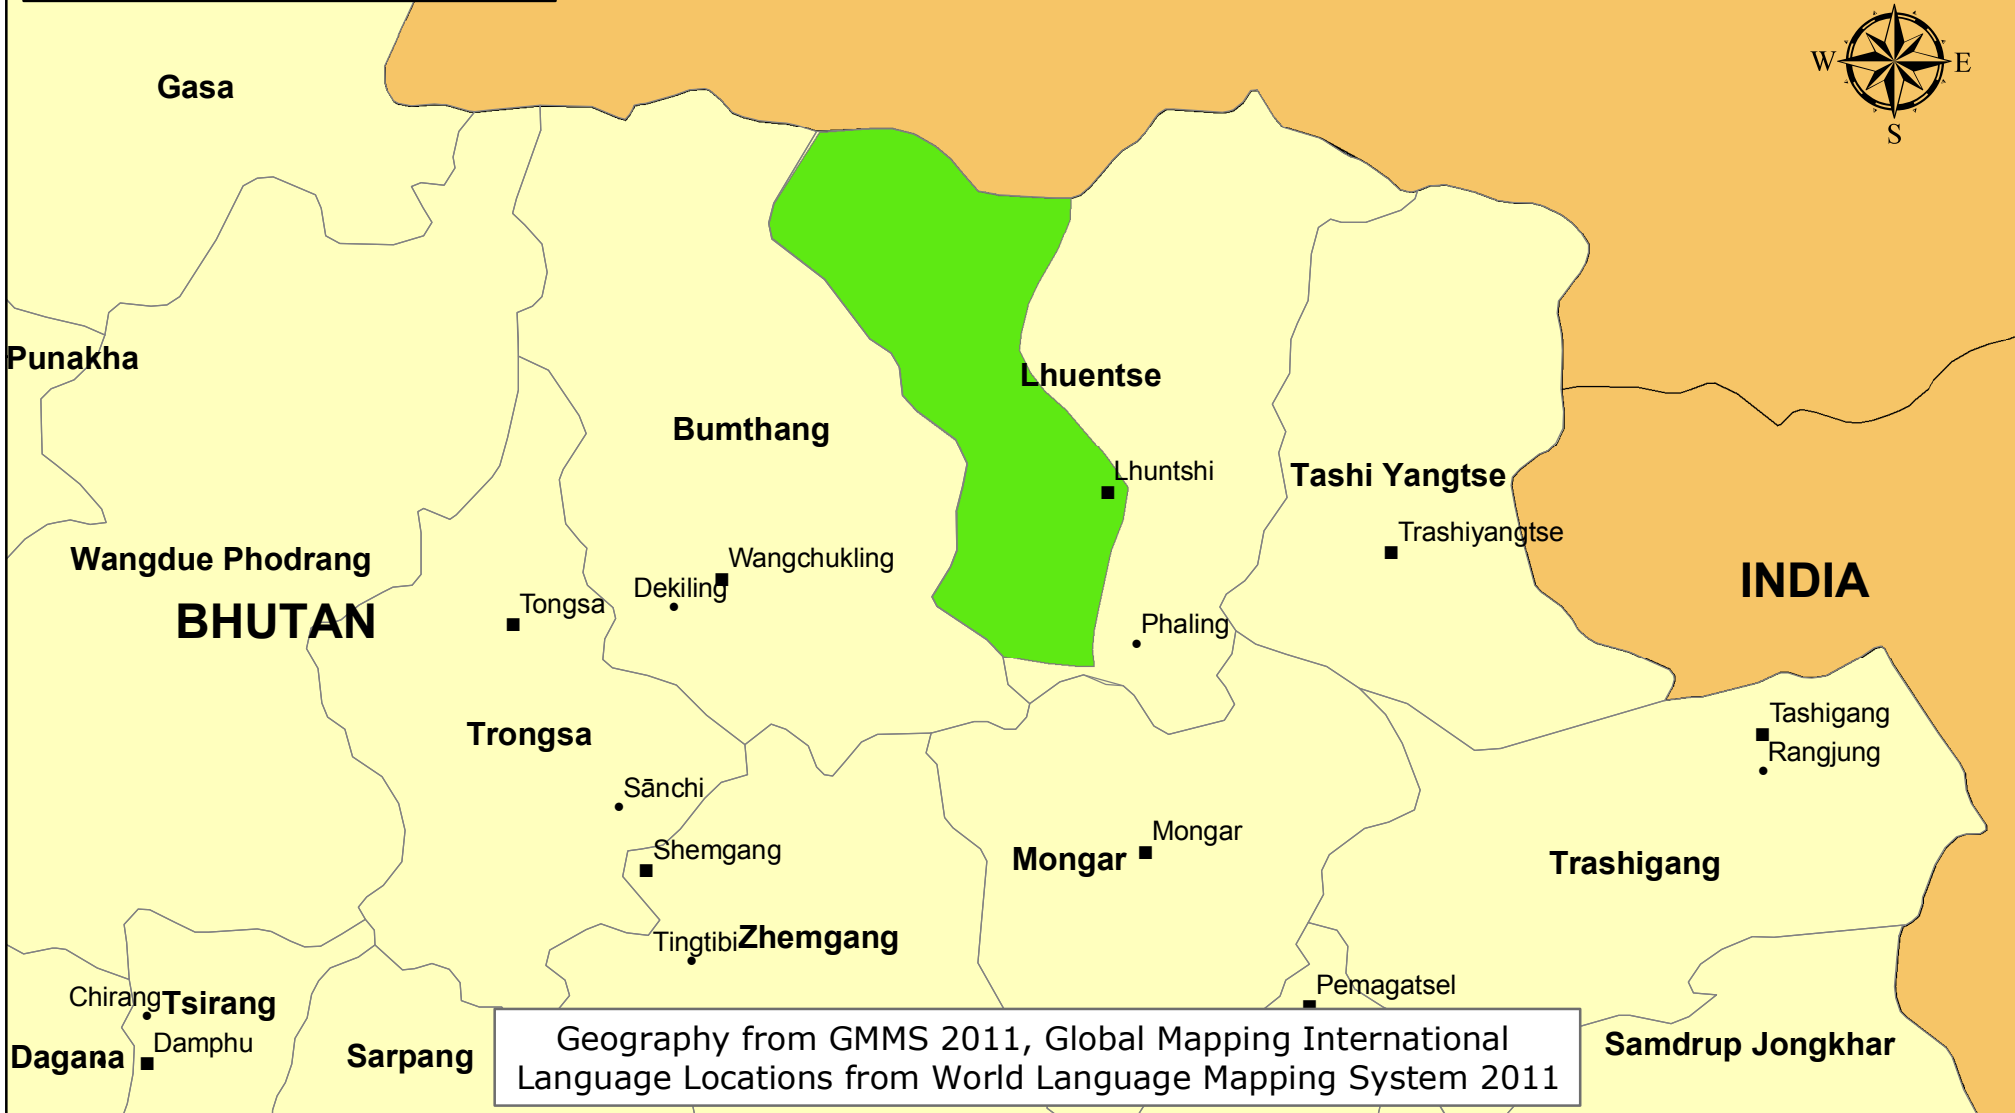 Gasa
W
E
S
Punakha
Lhuentse
Bumthang
Lhuntshi
Tashi Yangtse
Trashiyangtse
Wangdue Phodrang
Wangchukling
Dekiling
INDIA
BHUTAN
Tongsa
Phaling
Tashigang
Trongsa
Rangjung
Sānchi
Mongar
Shemgang
Mongar
Trashigang
Tingtibi
Zhemgang
Pemagatsel
Chirang
Tsirang
Damphu
Dagana
Sarpang
Samdrup Jongkhar
Geography from GMMS 2011, Global Mapping International
Language Locations from World Language Mapping System 2011